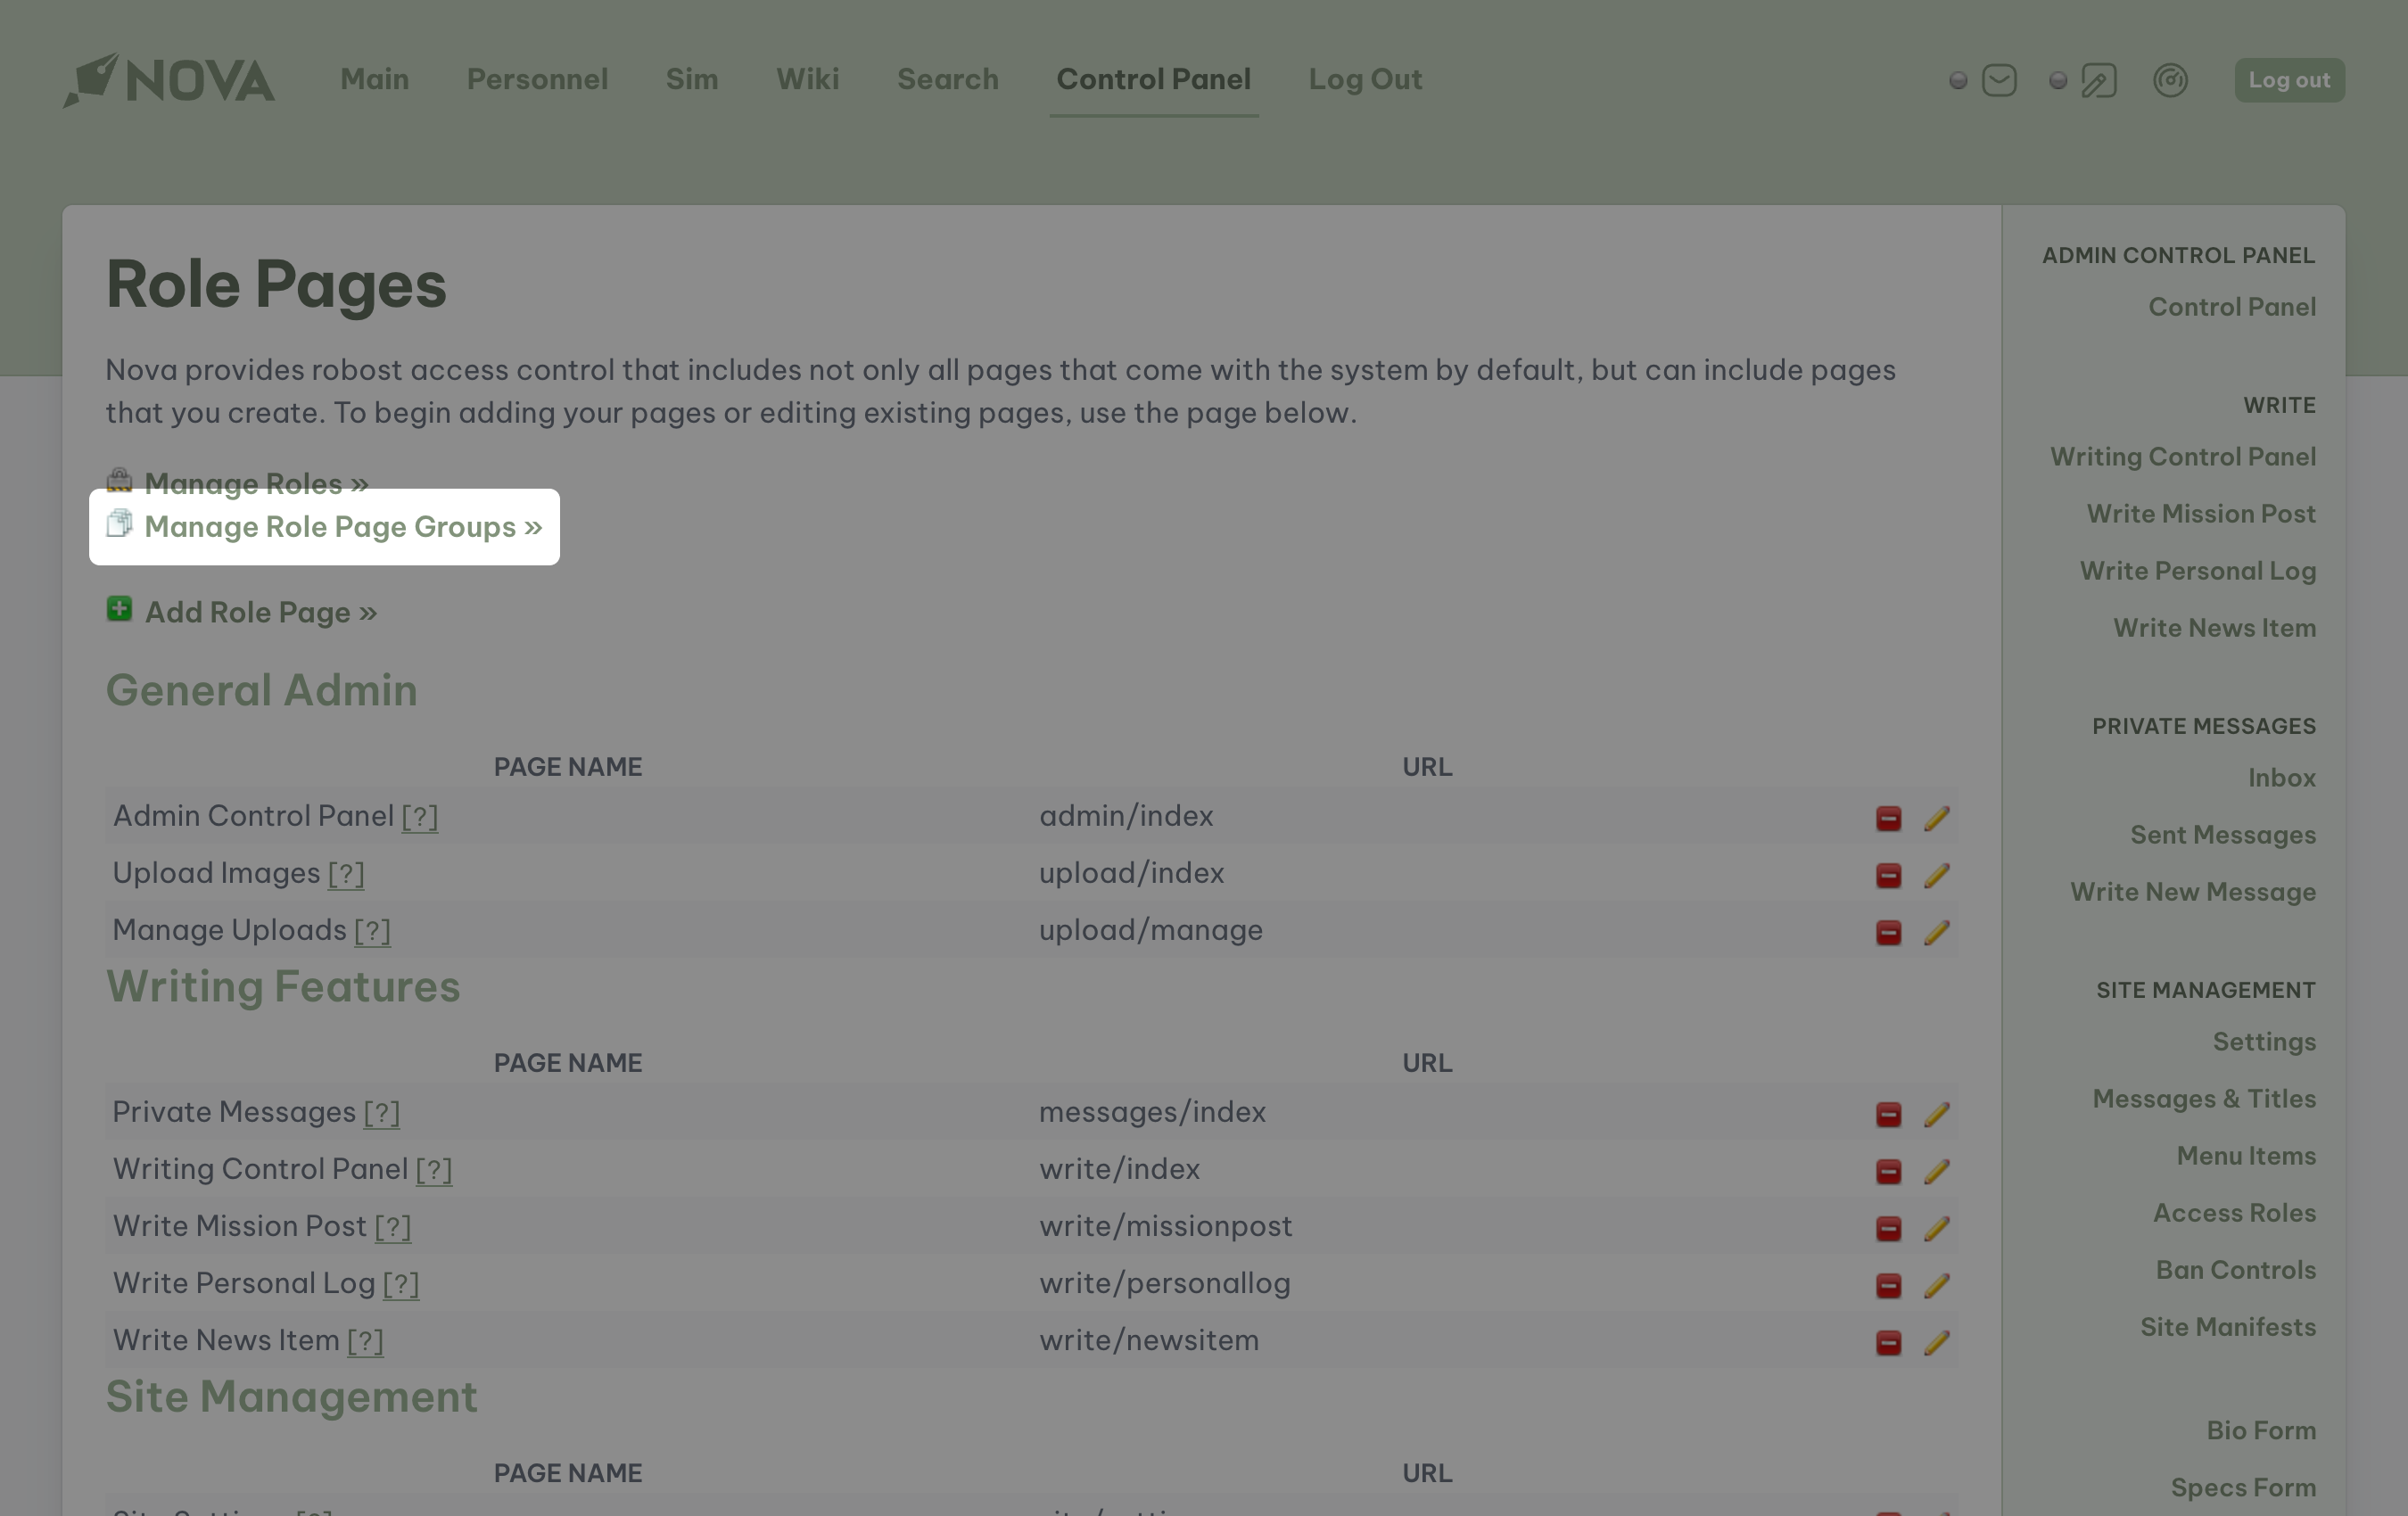 NOVA Main Personnel Sim Wiki Search Control Panel Log Out Log out
Role Pages
Nova provides robost access control that includes not only all pages that come with the system by default, but can include pages
that you create. To begin adding your pages or editing existing pages, use the page below.
Manage Roles »
Manage Role Page Groups »
Add Role Page »
General Admin
PAGE NAME URL
Admin Control Panel [?] admin/index
Upload Images [?] upload/index
Manage Uploads [?] upload/manage
Writing Features
PAGE NAME URL
Private Messages [?] messages/index
Writing Control Panel [?] write/index
Write Mission Post [?] write/missionpost
Write Personal Log [?] write/personallog
Write News Item [?] write/newsitem
Site Management
PAGE NAME URL
ADMIN CONTROL PANEL
Control Panel
WRITE
Writing Control Panel
Write Mission Post
Write Personal Log
Write News Item
PRIVATE MESSAGES
Inbox
Sent Messages
Write New Message
SITE MANAGEMENT
Settings
Messages & Titles
Menu Items
Access Roles
Ban Controls
Site Manifests
Bio Form
Specs Form